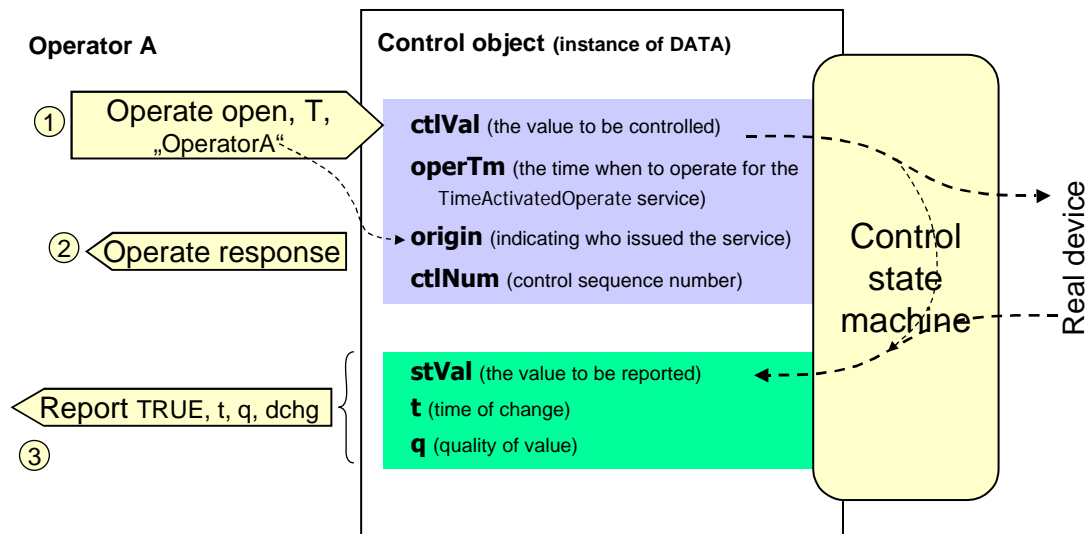 Operator A
Control object (instance of DATA)
1
Operate open, T,
„OperatorA“
ctlVal (the value to be controlled)
operTm (the time when to operate for the
TimeActivatedOperate service)
origin (indicating who issued the service)
ctlNum (control sequence number)
2
Operate response
Control
state
machine
Real device
stVal (the value to be reported)
t (time of change)
q (quality of value)
Report TRUE, t, q, dchg
3